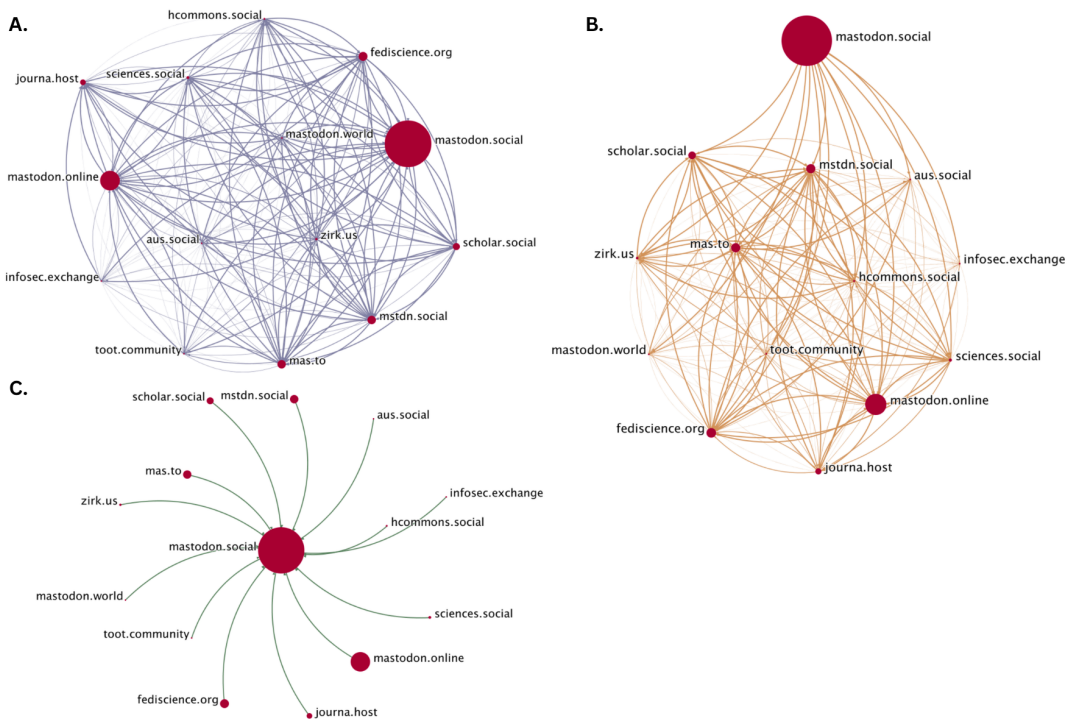 A.
hcommons.social
fediscience.org
journa.host
sciences.social
mastodon.world
mastodon.social
mastodon.online
aus.social
zirk.us
scholar.social
infosec.exchange
mstdn.social
toot.community
mas.to
B.
mastodon.social
scholar.social
mstdn.social
aus.social
zirk.us
mas.to
infosec.exchange
hcommons.social
mastodon.world
toot.community
sciences.social
mastodon.online
fediscience.org
journa.host
C.
scholar.social
mstdn.social
aus.social
mas.to
zirk.us
infosec.exchange
hcommons.social
mastodon.social
mastodon.world
sciences.social
toot.community
mastodon.online
fediscience.org
journa.host